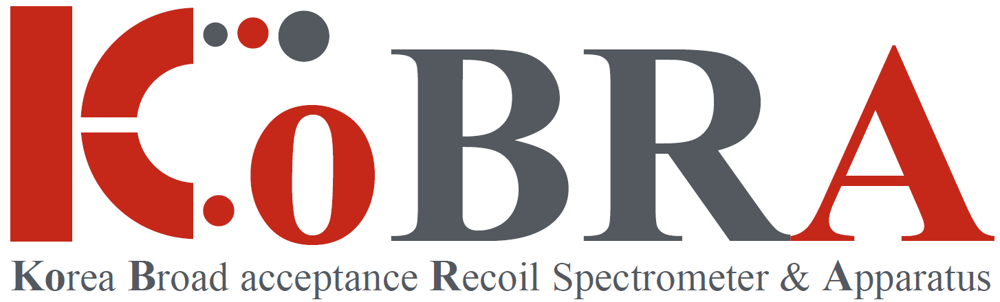 KoBRA
Korea Broad acceptance Recoil Spectrometer & Apparatus